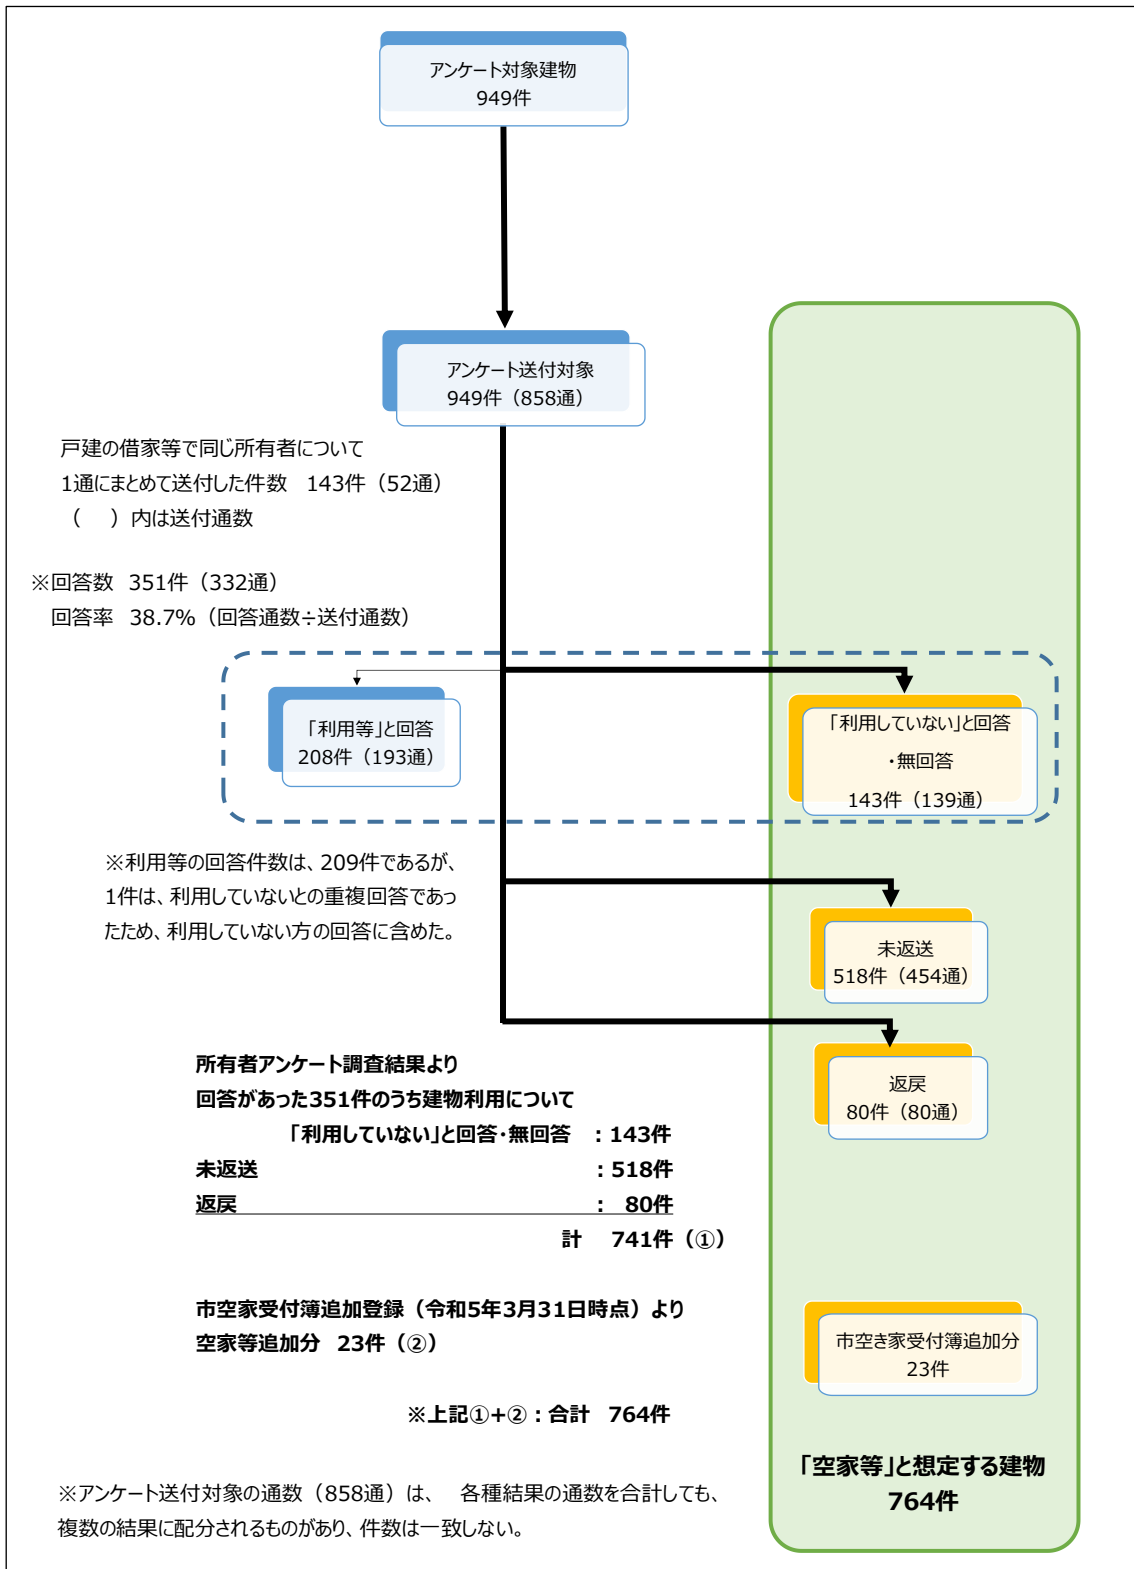 アンケート対象建物
949件
アンケート送付対象
949件（858通）
戸建の借家等で同じ所有者について
1通にまとめて送付した件数　143件（52通）
（　　）内は送付通数
※回答数　351件（332通）
回答率　38.7%（回答通数÷送付通数）
「利用等」と回答
208件（193通）
「利用していない」と回答
・無回答
143件（139通）
※利用等の回答件数は、209件であるが、
1件は、利用していないとの重複回答であっ
たため、利用していない方の回答に含めた。
未返送
518件（454通）
返戻
80件（80通）
所有者アンケート調査結果より
回答があった351件のうち建物利用について
「利用していない」と回答・無回答　：143件
未返送　：518件
返戻　：　80件
計　741件（①）
市空家受付簿追加登録（令和5年3月31日時点）より
空家等追加分　23件（②）
市空き家受付簿追加分
23件
※上記①+②：合計　764件
「空家等」と想定する建物
764件
※アンケート送付対象の通数（858通）は、　各種結果の通数を合計しても、
複数の結果に配分されるものがあり、件数は一致しない。